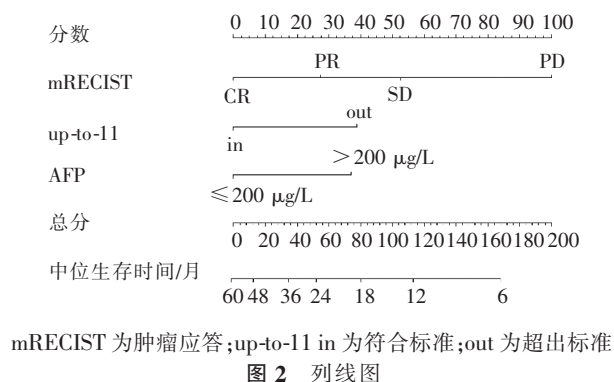 分数 0 10 20 30 40 50 60 70 80 90 100
PR PD
mRECIST
CR SD
out
up-to-11
in
>200 μg/L
AFP
≤200 μg/L
总分
0 20 40 60 80 100 120 140 160 180 200
中位生存时间/月
60 48 36 24 18 12 6
mRECIST 为肿瘤应答;up-to-11 in 为符合标准;out 为超出标准
图 2 列线图